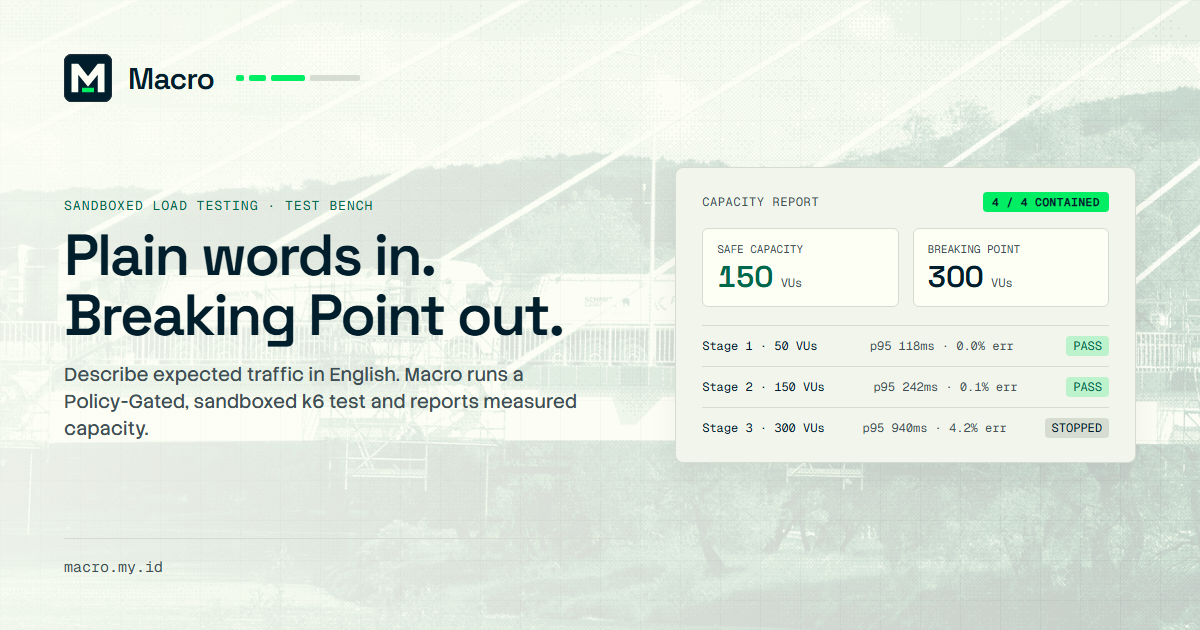 Macro
SANDBOXED LOAD TESTING · TEST BENCH
Plain words in.
Breaking Point out.
Describe expected traffic in English. Macro runs a
Policy-Gated, sandboxed k6 test and reports measured
capacity.
macro.my.id
CAPACITY REPORT
4 / 4 CONTAINED
SAFE CAPACITY
150 VUs
BREAKING POINT
300 VUs
Stage 1 · 50 VUs p95 118ms · 0.0% err PASS
Stage 2 · 150 VUs p95 242ms · 0.1% err PASS
Stage 3 · 300 VUs p95 940ms · 4.2% err STOPPED